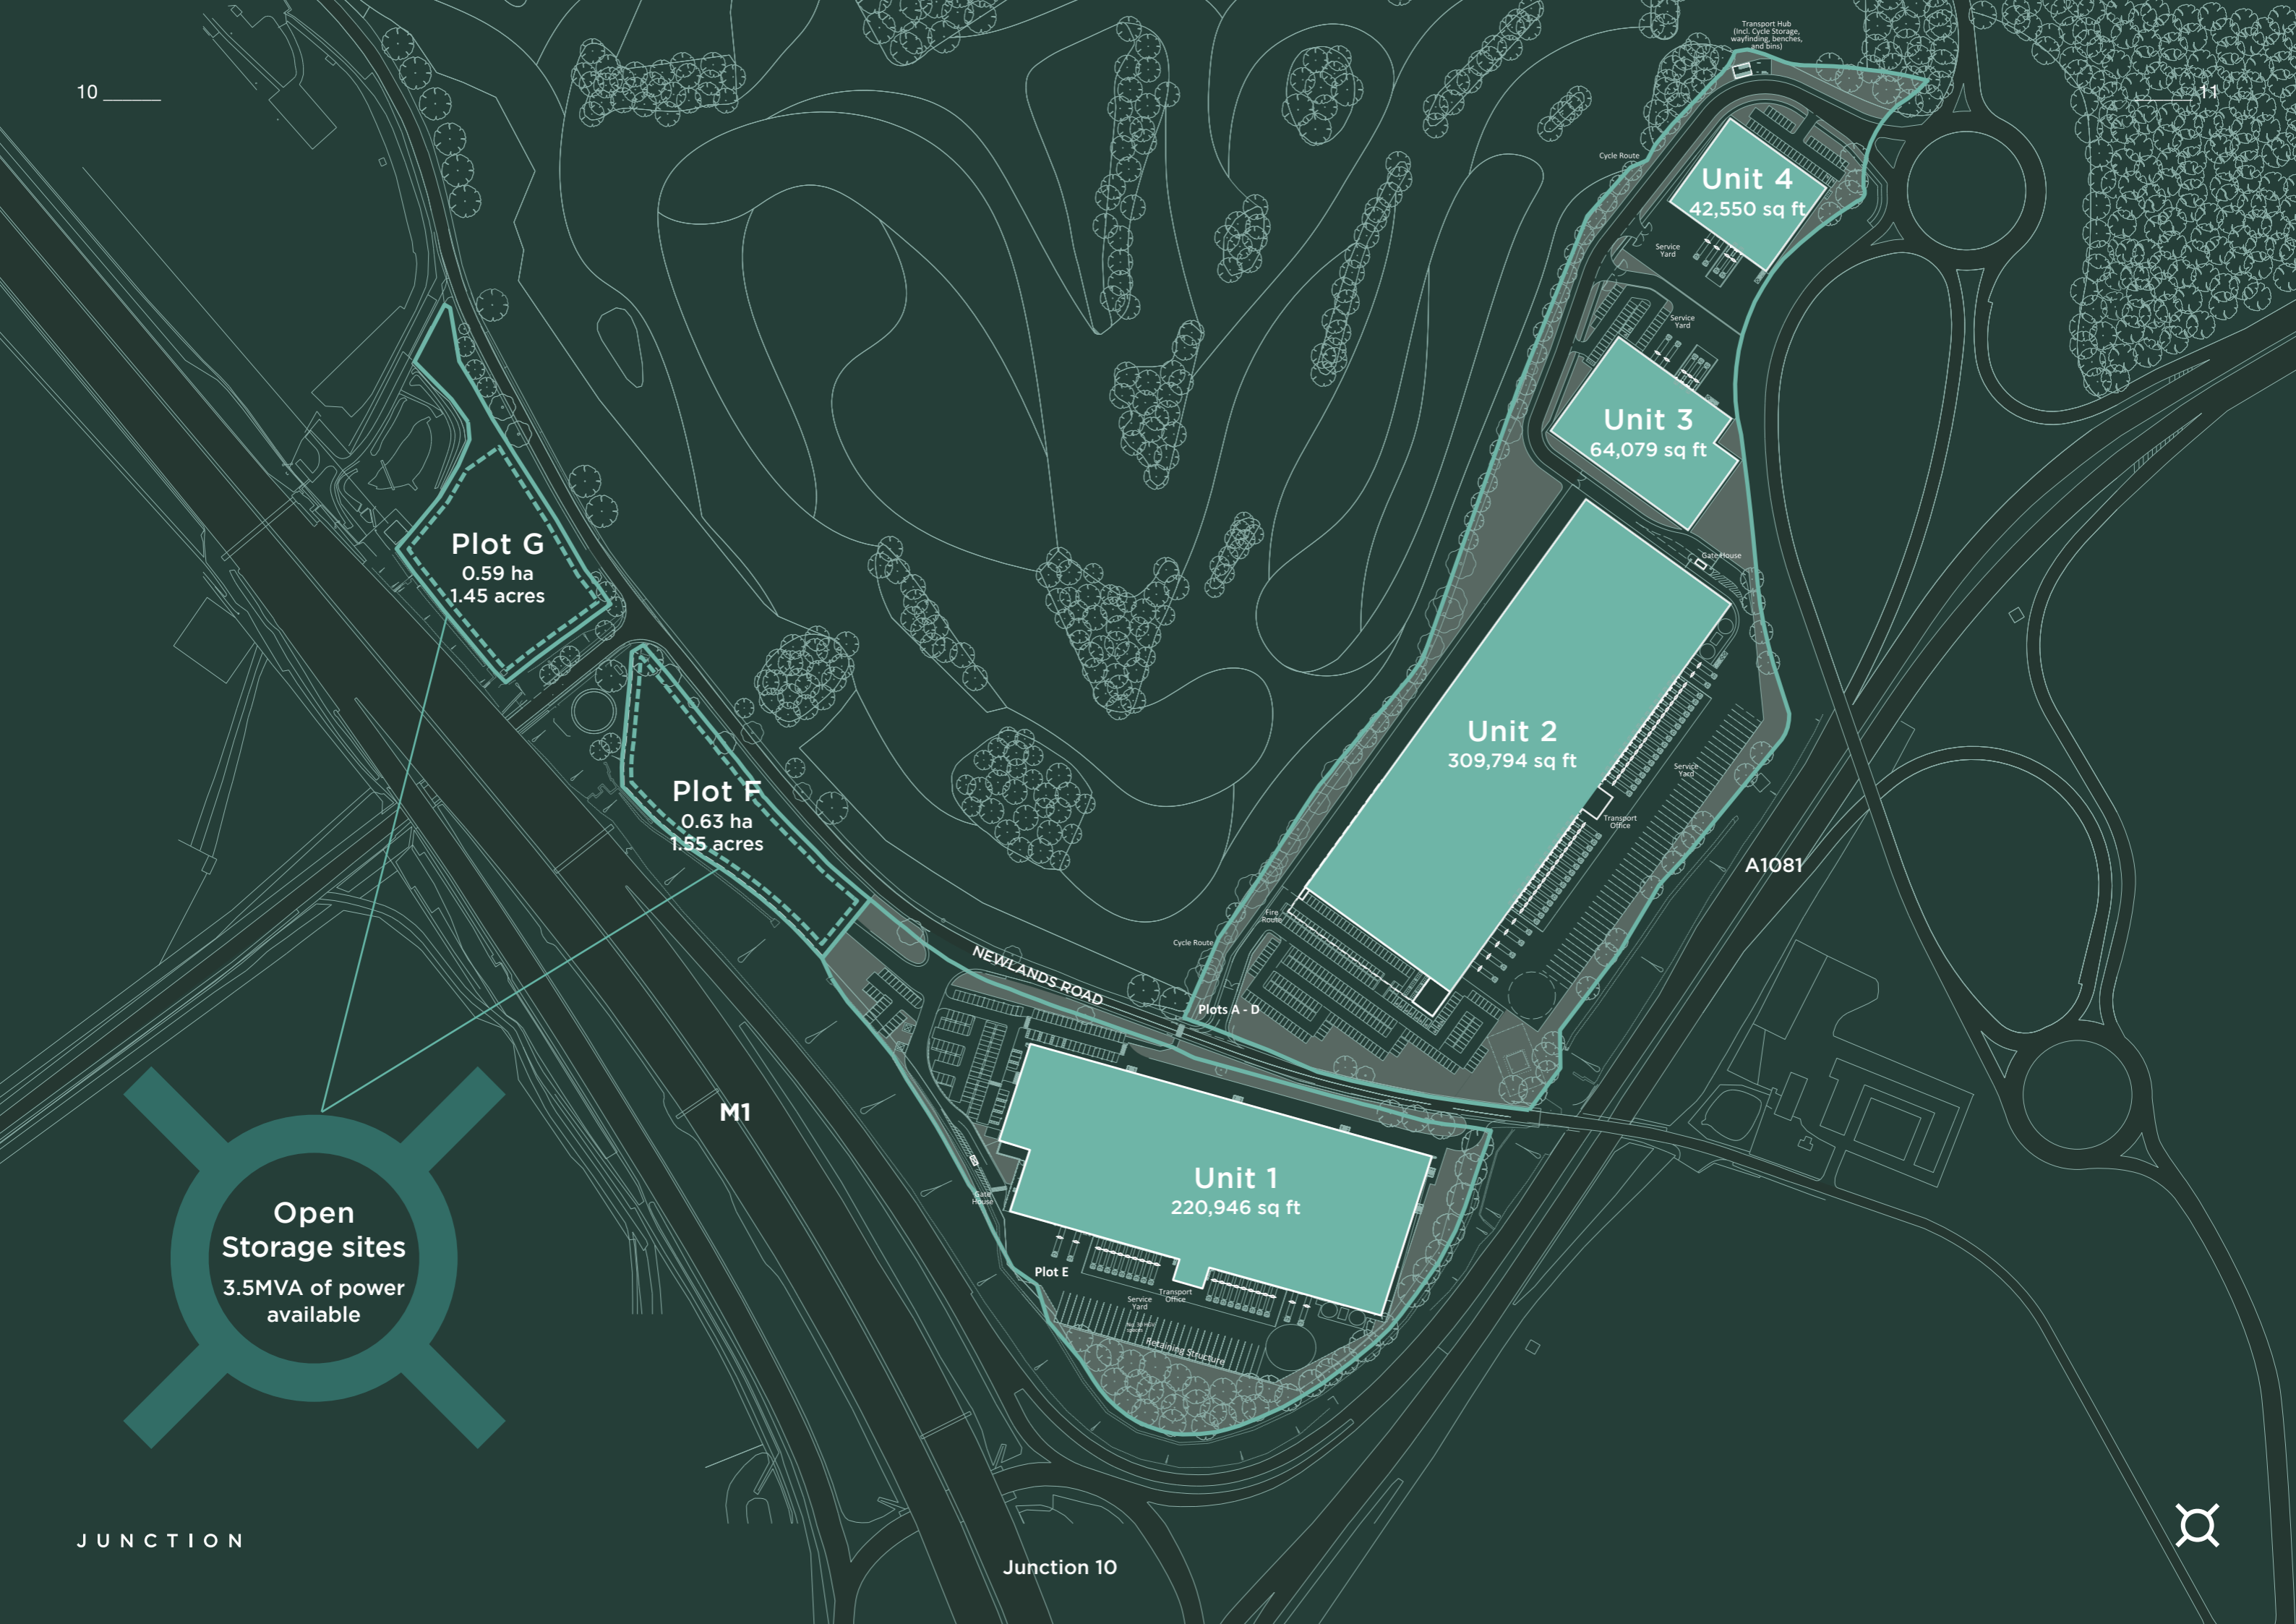 10
11
Transport Hub
(Incl. Cycle Storage,
wayfinding, benches,
and bins)
Cycle Route
Unit 4
42,550 sq ft
Service
Yard
Service
Yard
Unit 3
64,079 sq ft
Gate House
Plot G
0.59 ha
1.45 acres
Unit 2
309,794 sq ft
Service
Yard
Transport
Office
Plot F
0.63 ha
1.55 acres
A1081
Fire
Route
Cycle Route
NEWLANDS ROAD
Plots A - D
M1
Unit 1
220,946 sq ft
Gate
House
Plot E
Transport
Office
Service
Yard
Retaining Structure
Open
Storage sites
3.5MVA of power
available
JUNCTION
Junction 10